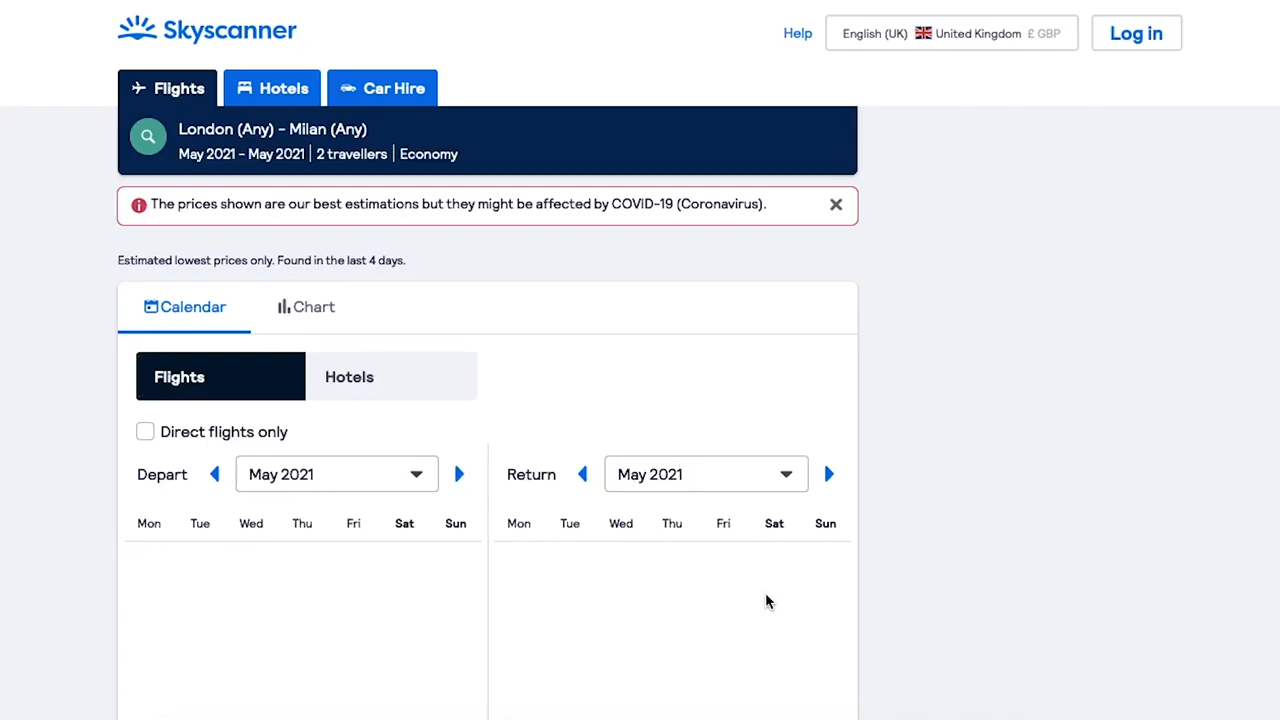 Skyscanner
Help
English (UK) United Kingdom £ GBP
Log in
Flights
Hotels
Car Hire
London (Any) – Milan (Any)
May 2021 – May 2021 | 2 travellers | Economy
The prices shown are our best estimations but they might be affected by COVID-19 (Coronavirus).
Estimated lowest prices only. Found in the last 4 days.
Calendar
Chart
Flights
Hotels
Direct flights only
Depart
May 2021
Return
May 2021
Mon Tue Wed Thu Fri Sat Sun
Mon Tue Wed Thu Fri Sat Sun